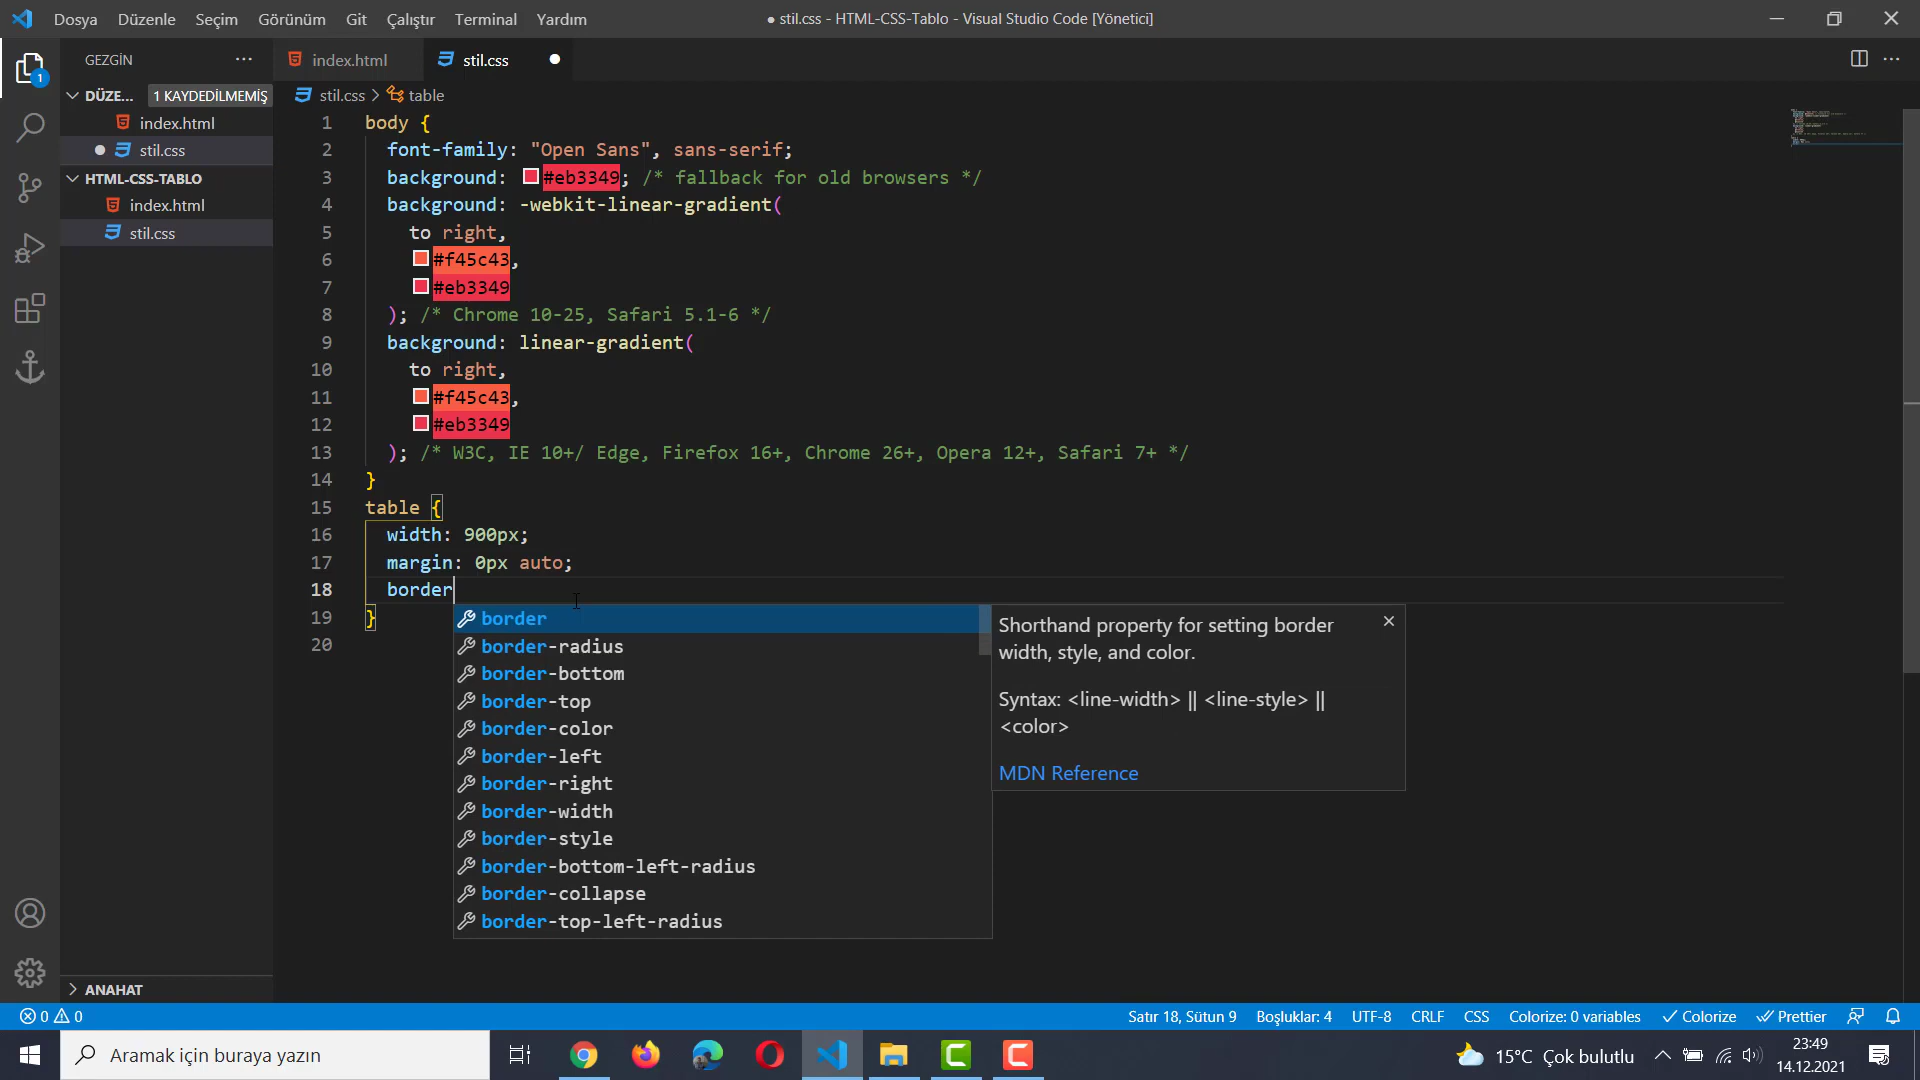 Dosya Düzenle Seçim Görünüm Git Çalıştır Terminal Yardım
● stil.css - HTML-CSS-Tablo - Visual Studio Code [Yönetici]
GEZGİN
index.html
stil.css
DÜZE... 1 KAYDEDİLMEMİŞ
index.html
stil.css
HTML-CSS-TABLO
index.html
stil.css
ANAHAT
stil.css > table
1 body {
2 font-family: "Open Sans", sans-serif;
3 background: #eb3349; /* fallback for old browsers */
4 background: -webkit-linear-gradient(
5 to right,
6 #f45c43,
7 #eb3349
8 ); /* Chrome 10-25, Safari 5.1-6 */
9 background: linear-gradient(
10 to right,
11 #f45c43,
12 #eb3349
13 ); /* W3C, IE 10+/ Edge, Firefox 16+, Chrome 26+, Opera 12+, Safari 7+ */
14 }
15 table {
16 width: 900px;
17 margin: 0px auto;
18 border
19 }
20
border
border-radius
border-bottom
border-top
border-color
border-left
border-right
border-width
border-style
border-bottom-left-radius
border-collapse
border-top-left-radius
Shorthand property for setting border
width, style, and color.
Syntax: <line-width> || <line-style> ||
<color>
MDN Reference
1
0 0
Satır 18, Sütun 9 Boşluklar: 4 UTF-8 CRLF CSS Colorize: 0 variables Colorize Prettier
Aramak için buraya yazın
15°C Çok bulutlu
23:49
14.12.2021